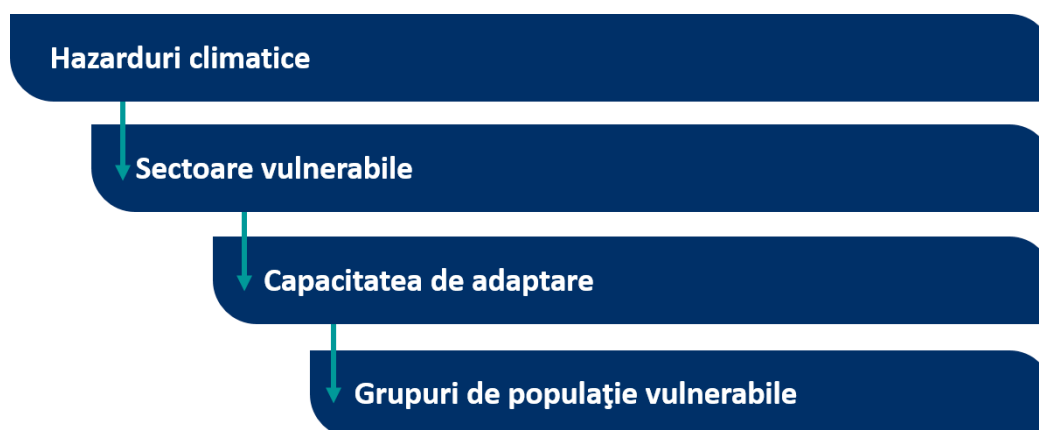 Hazarduri climatice
Sectoare vulnerabile
Capacitatea de adaptare
Grupuri de populaţie vulnerabile